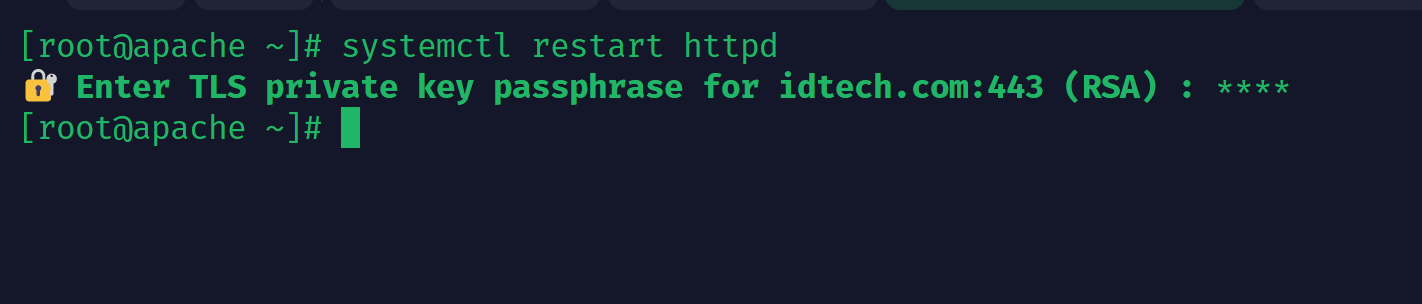 [root@apache ~]# systemctl restart httpd
🔐 Enter TLS private key passphrase for idtech.com:443 (RSA) : ****
[root@apache ~]#